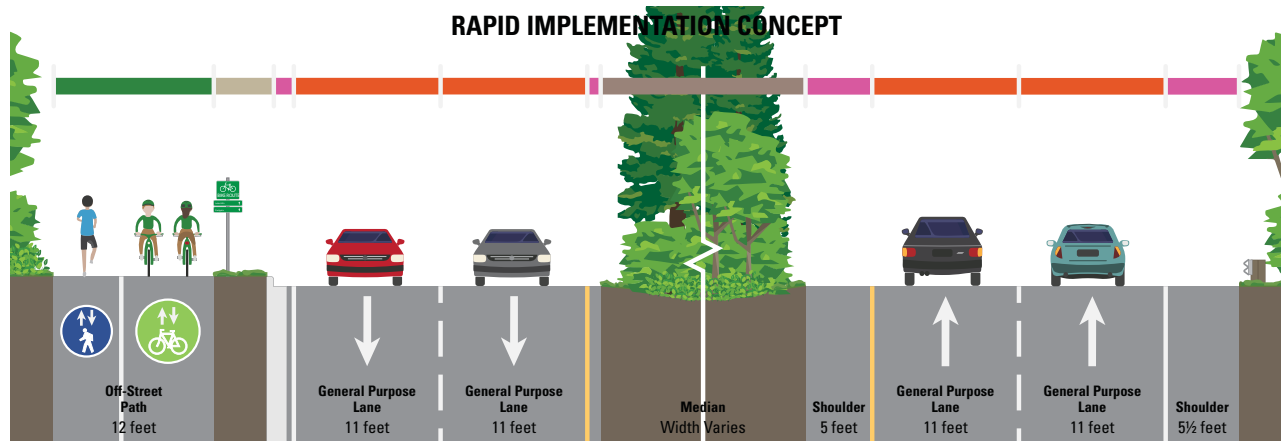 RAPID IMPLEMENTATION CONCEPT
BIKE ROUTE
Off-Street
Path
12 feet
General Purpose
Lane
11 feet
General Purpose
Lane
11 feet
Median
Width Varies
Shoulder
5 feet
General Purpose
Lane
11 feet
General Purpose
Lane
11 feet
Shoulder
5½ feet